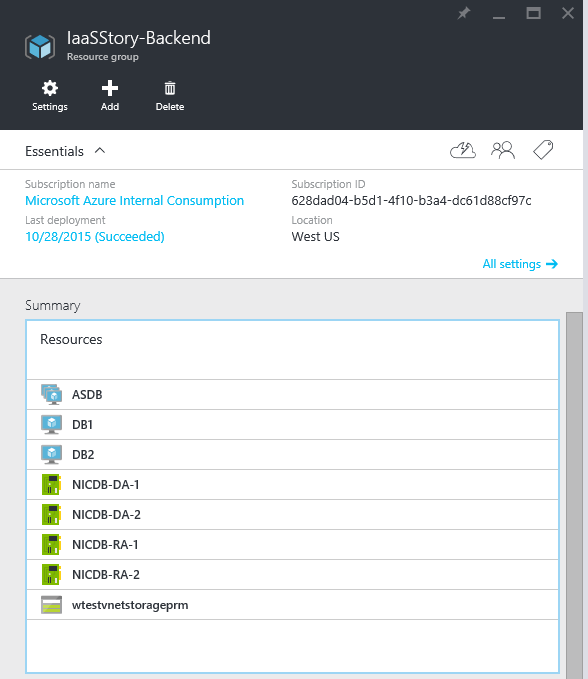 IaaSStory-Backend
Resource group
Settings Add Delete
Essentials
Subscription name Subscription ID
Microsoft Azure Internal Consumption 628dad04-b5d1-4f10-b3a4-dc61d88cf97c
Last deployment Location
10/28/2015 (Succeeded) West US
All settings
Summary
Resources
ASDB
DB1
DB2
NICDB-DA-1
NICDB-DA-2
NICDB-RA-1
NICDB-RA-2
wtestvnetstorageprm